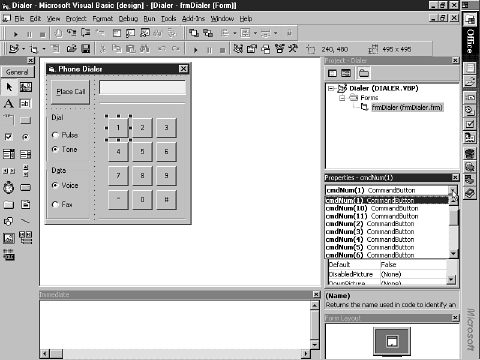 Dialer - Microsoft Visual Basic [design] - [Dialer - frmDialer (Form)]
File Edit View Project Format Debug Run Tools Add-Ins Window Help
240, 480
495 x 495
General
Phone Dialer
Place Call
Dial
Pulse
Tone
Data
Voice
Fax
1 2 3
4 5 6
7 8 9
* 0 #
Project - Dialer
Dialer (DIALER.VBP)
Forms
frmDialer (frmDialer.frm)
Properties - cmdNum(1)
cmdNum(1) CommandButton
cmdNum(1) CommandButton
cmdNum(10) CommandButton
cmdNum(11) CommandButton
cmdNum(2) CommandButton
cmdNum(3) CommandButton
cmdNum(4) CommandButton
cmdNum(5) CommandButton
cmdNum(6) CommandButton
Default False
DisabledPicture (None)
DownPicture (None)
(Name)
Returns the name used in code to identify an
Immediate
Form Layout
Office
Microsoft